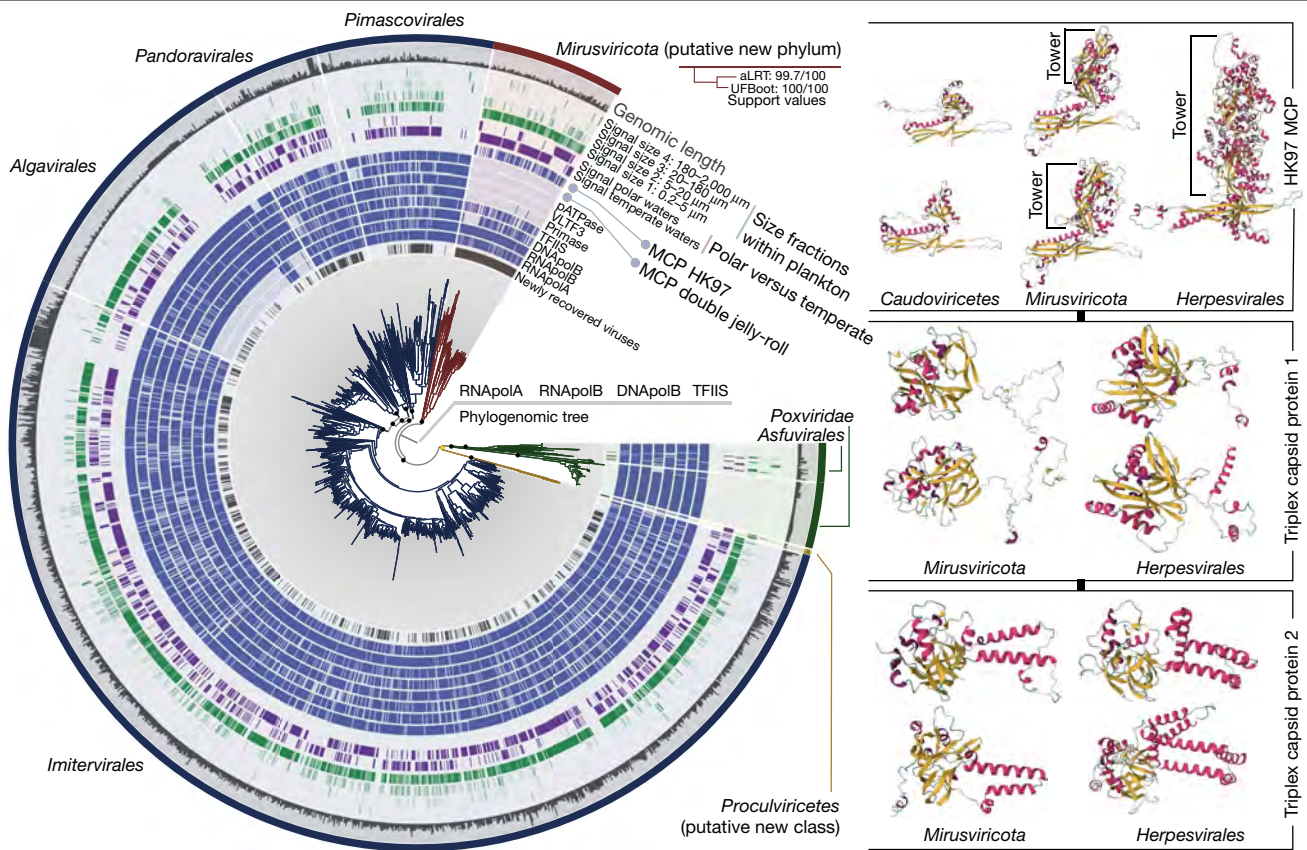 Pimascovirales
Pandoravirales
Algavirales
Imitervirales
Mirusviricota (putative new phylum)
aLRT: 99.7/100
UFBoot: 100/100
Support values
Genomic length
Signal size 4: 180–2,000 μm
Signal size 3: 20–180 μm
Signal size 2: 5–20 μm
Signal size 1: 0.2–5 μm
Signal polar waters
Signal temperate waters
Size fractions
within plankton
Polar versus temperate
MCP HK97
MCP double jelly-roll
pATPase
VLTF3
Primase
TFIIS
DNApolB
RNApolB
RNApolA
Newly recovered viruses
RNApolA RNApolB DNApolB TFIIS
Phylogenomic tree
Poxviridae
Asfuvirales
Proculviricetes
(putative new class)
Tower
Tower
Tower
HK97 MCP
Caudoviricetes Mirusviricota Herpesvirales
Triplex capsid protein 1
Mirusviricota Herpesvirales
Triplex capsid protein 2
Mirusviricota Herpesvirales